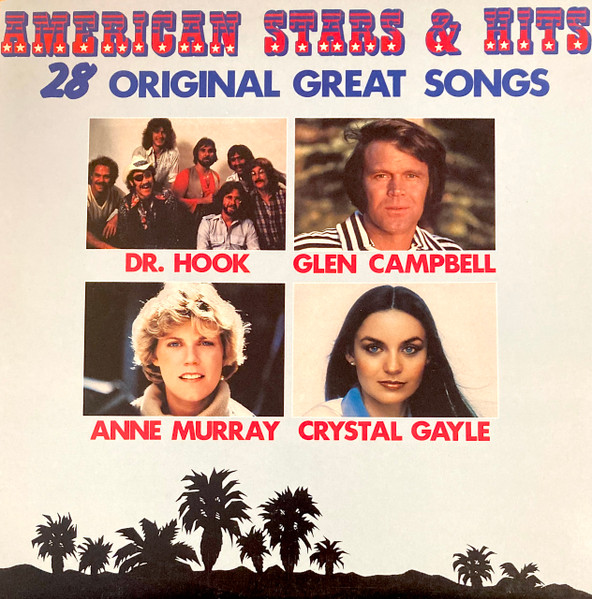 AMERICAN STARS & HITS
28 ORIGINAL GREAT SONGS
DR. HOOK
GLEN CAMPBELL
ANNE MURRAY
CRYSTAL GAYLE